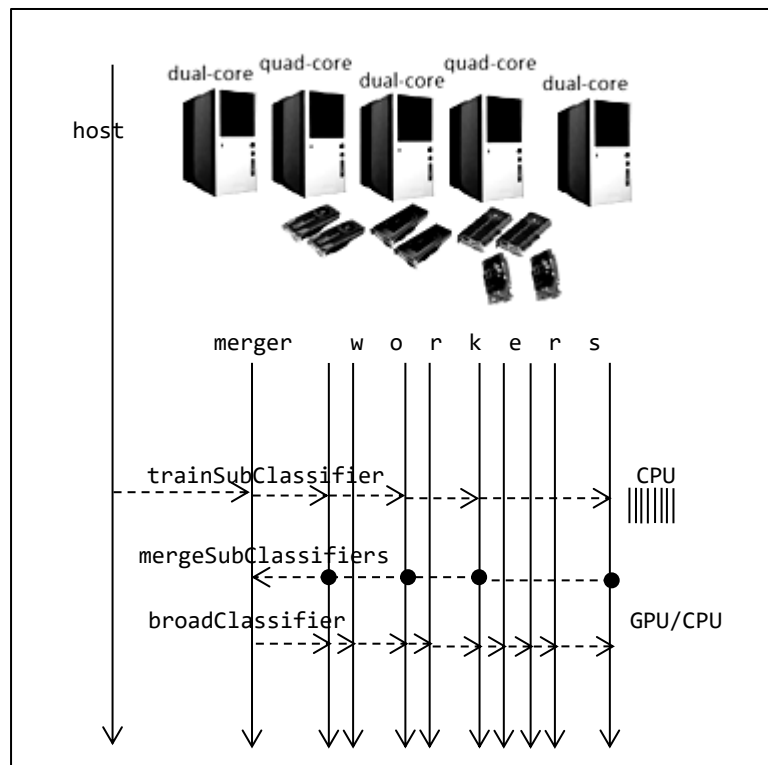 quad-core
quad-core
dual-core
dual-core
dual-core
host
merger
w o r k e r s
trainSubClassifier
CPU
mergeSubClassifiers
broadClassifier
GPU/CPU